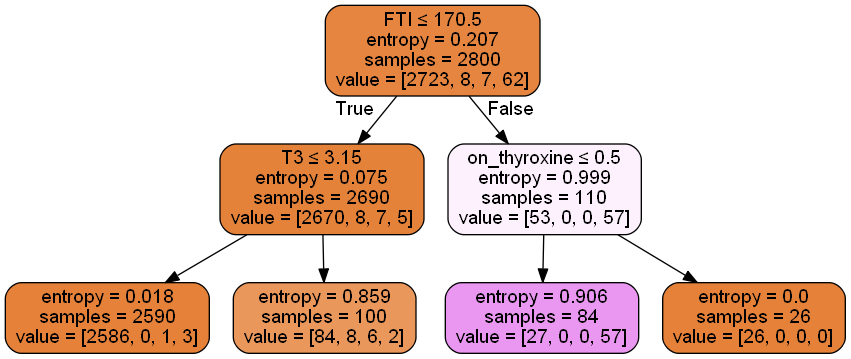 FTI ≤ 170.5
entropy = 0.207
samples = 2800
value = [2723, 8, 7, 62]
True
False
T3 ≤ 3.15
entropy = 0.075
samples = 2690
value = [2670, 8, 7, 5]
on_thyroxine ≤ 0.5
entropy = 0.999
samples = 110
value = [53, 0, 0, 57]
entropy = 0.018
samples = 2590
value = [2586, 0, 1, 3]
entropy = 0.859
samples = 100
value = [84, 8, 6, 2]
entropy = 0.906
samples = 84
value = [27, 0, 0, 57]
entropy = 0.0
samples = 26
value = [26, 0, 0, 0]